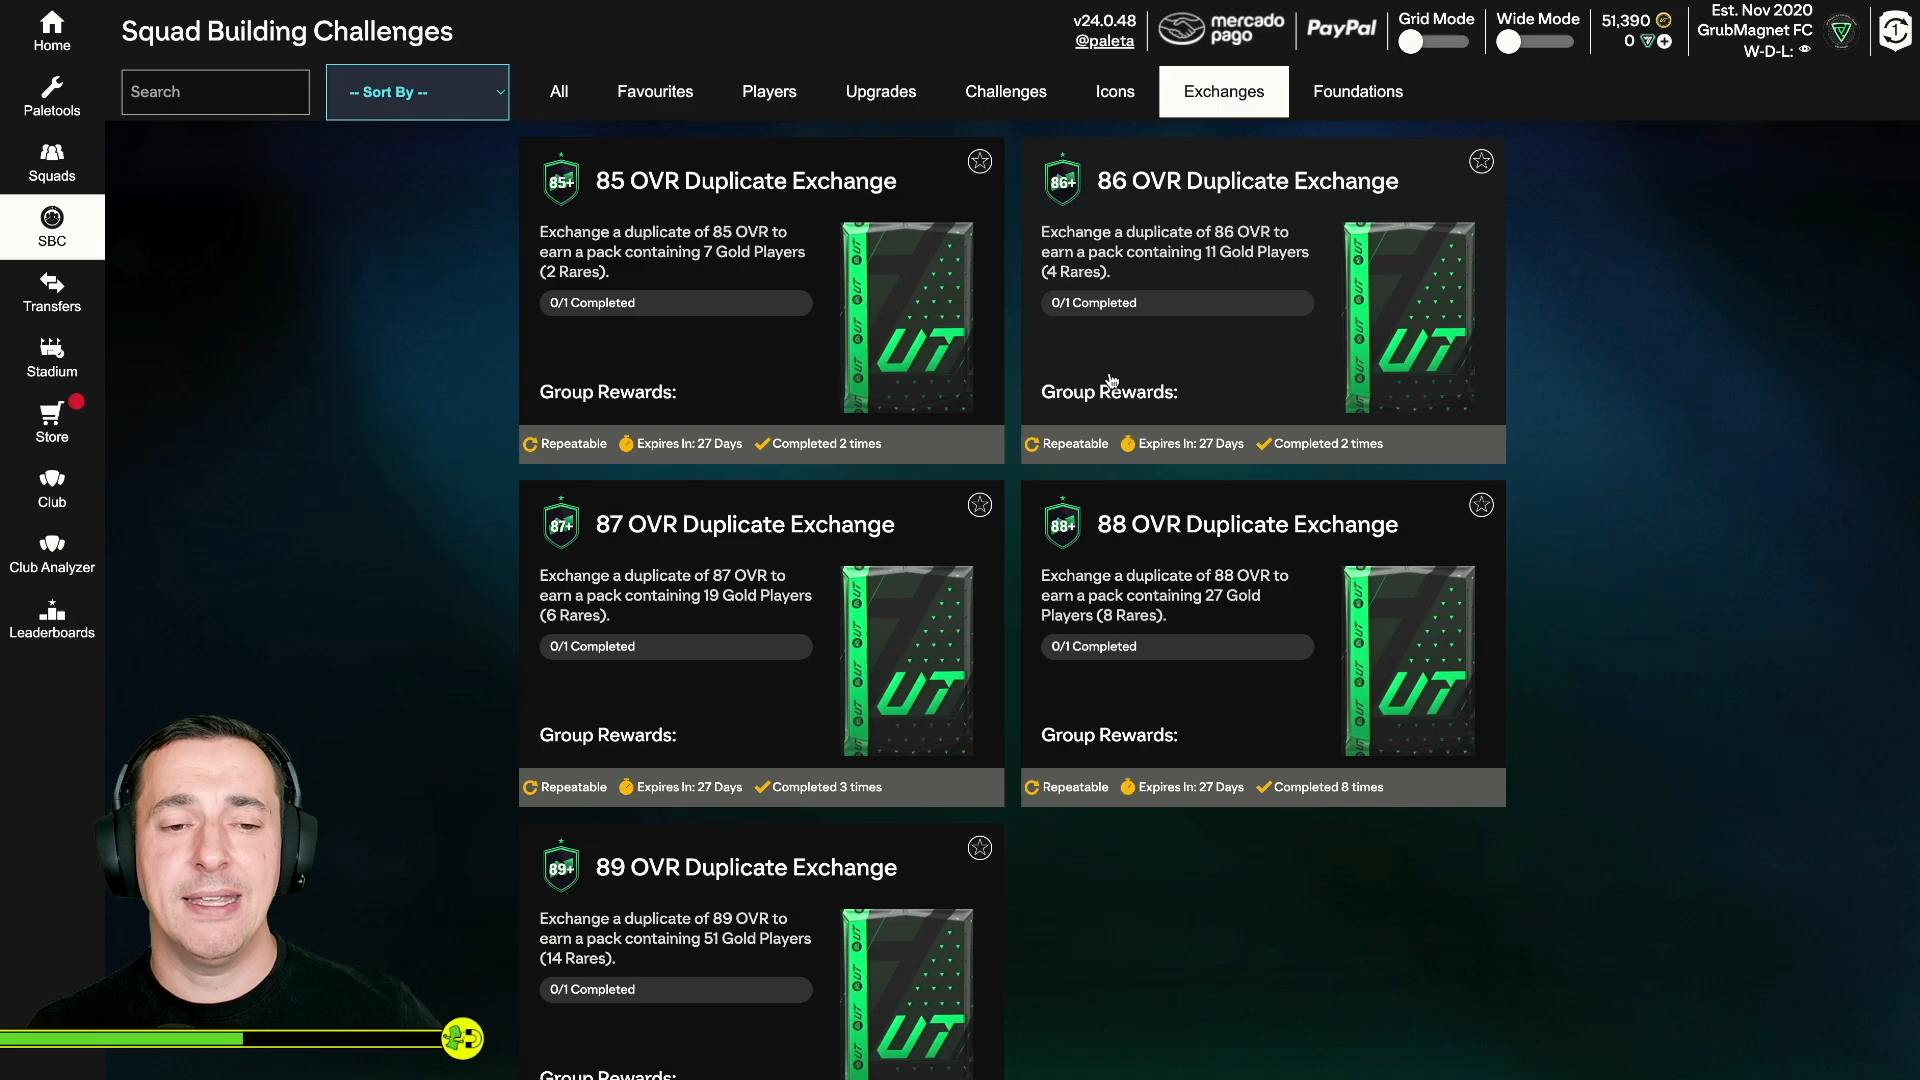 Squad Building Challenges
v24.0.48
@paleta
mercado
pago
PayPal
Grid Mode
Wide Mode
51,390
0
Est. Nov 2020
GrubMagnet FC
W-D-L:
1
Home
Paletools
Squads
SBC
Transfers
Stadium
Store
Club
Club Analyzer
Leaderboards
Search
-- Sort By --
All
Favourites
Players
Upgrades
Challenges
Icons
Exchanges
Foundations
85+
85 OVR Duplicate Exchange
Exchange a duplicate of 85 OVR to
earn a pack containing 7 Gold Players
(2 Rares).
0/1 Completed
Group Rewards:
UT
Repeatable
Expires In: 27 Days
Completed 2 times
86+
86 OVR Duplicate Exchange
Exchange a duplicate of 86 OVR to
earn a pack containing 11 Gold Players
(4 Rares).
0/1 Completed
Group Rewards:
UT
Repeatable
Expires In: 27 Days
Completed 2 times
87+
87 OVR Duplicate Exchange
Exchange a duplicate of 87 OVR to
earn a pack containing 19 Gold Players
(6 Rares).
0/1 Completed
Group Rewards:
UT
Repeatable
Expires In: 27 Days
Completed 3 times
88+
88 OVR Duplicate Exchange
Exchange a duplicate of 88 OVR to
earn a pack containing 27 Gold
Players (8 Rares).
0/1 Completed
Group Rewards:
UT
Repeatable
Expires In: 27 Days
Completed 8 times
89+
89 OVR Duplicate Exchange
Exchange a duplicate of 89 OVR to
earn a pack containing 51 Gold Players
(14 Rares).
0/1 Completed
Group Rewards:
UT